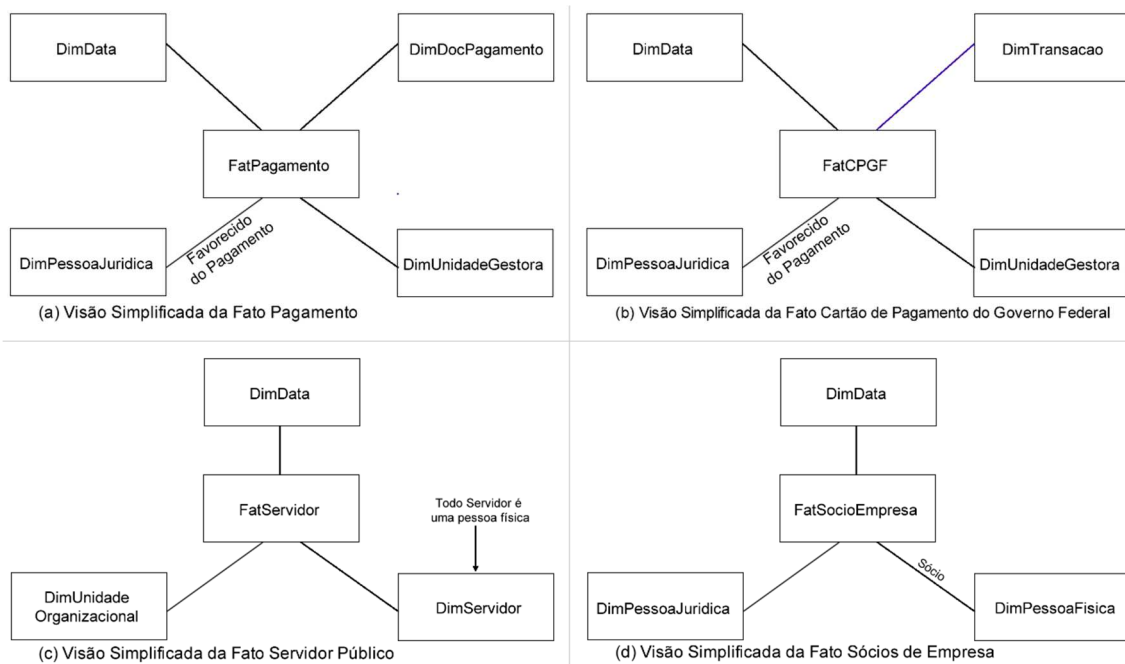 DimData
DimDocPagamento
FatPagamento
Favorecido
do Pagamento
DimPessoaJuridica
DimUnidadeGestora
(a) Visão Simplificada da Fato Pagamento
DimData
DimTransacao
FatCPGF
Favorecido
do Pagamento
DimPessoaJuridica
DimUnidadeGestora
(b) Visão Simplificada da Fato Cartão de Pagamento do Governo Federal
DimData
FatServidor
Todo Servidor é
uma pessoa física
DimUnidade
Organizacional
DimServidor
(c) Visão Simplificada da Fato Servidor Público
DimData
FatSocioEmpresa
Sócio
DimPessoaJuridica
DimPessoaFisica
(d) Visão Simplificada da Fato Sócios de Empresa